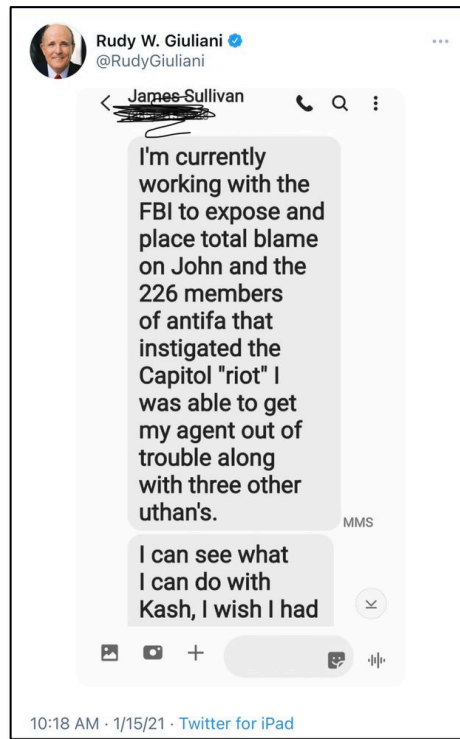 Rudy W. Giuliani
@RudyGiuliani
James Sullivan
I'm currently
working with the
FBI to expose and
place total blame
on John and the
226 members
of antifa that
instigated the
Capitol "riot" I
was able to get
my agent out of
trouble along
with three other
uthan's.
MMS
I can see what
I can do with
Kash, I wish I had
10:18 AM · 1/15/21 · Twitter for iPad